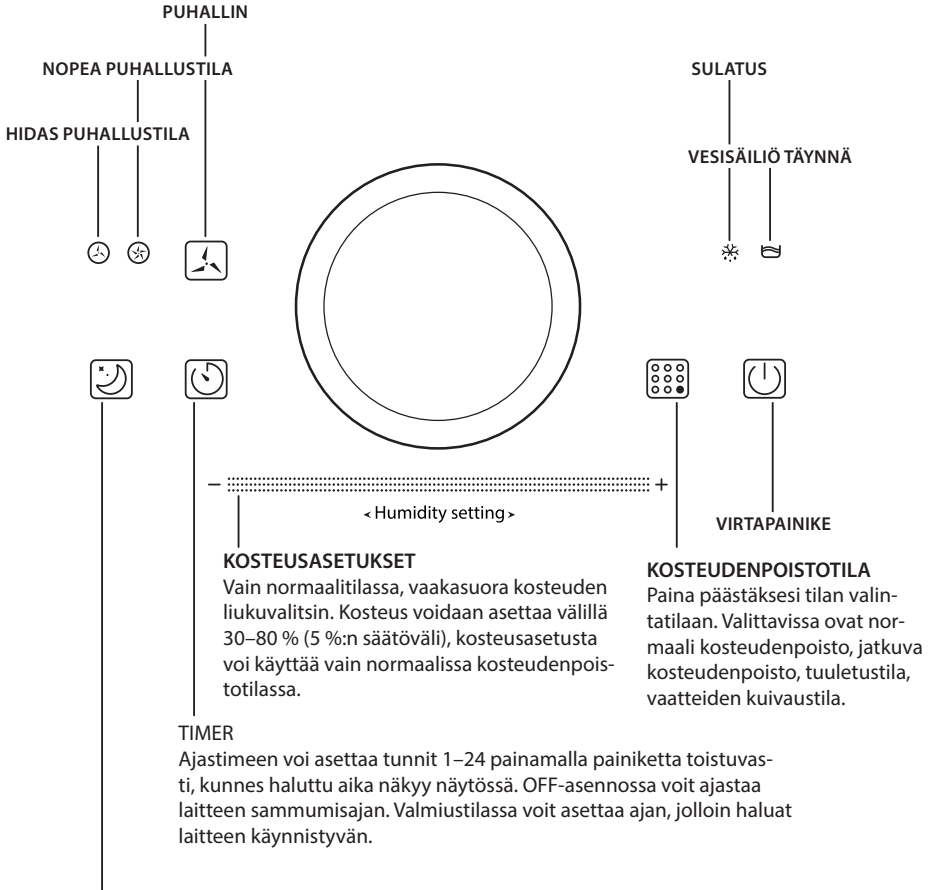 PUHALLIN
NOPEA PUHALLUSTILA
SULATUS
HIDAS PUHALLUSTILA
VESISÄILIÖ TÄYNNÄ
− +
< Humidity setting >
VIRTAPAINIKE
KOSTEUSASETUKSET
Vain normaalitilassa, vaakasuora kosteuden
liukuvalitsin. Kosteus voidaan asettaa välillä
30–80 % (5 %:n säätöväli), kosteusasetusta
voi käyttää vain normaalissa kosteudenpois-
totilassa.
KOSTEUDENPOISTOTILA
Paina päästäksesi tilan valin-
tatilaan. Valittavissa ovat nor-
maali kosteudenpoisto, jatkuva
kosteudenpoisto, tuuletustila,
vaatteiden kuivaustila.
TIMER
Ajastimeen voi asettaa tunnit 1–24 painamalla painiketta toistuvas-
ti, kunnes haluttu aika näkyy näytössä. OFF-asennossa voit ajastaa
laitteen sammumisajan. Valmiustilassa voit asettaa ajan, jolloin haluat
laitteen käynnistyvän.